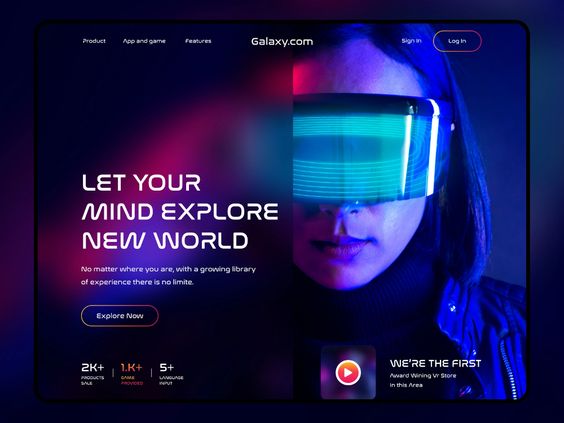 Product
App and game
Features
Galaxy.com
Sign In
Log In
LET YOUR
MIND EXPLORE
NEW WORLD
No matter where you are, with a growing library
of experience there is no limite.
Explore Now
2K+
PRODUCTS
SALE
1.K+
GAME
PROVIDED
5+
LANGUAGE
INPUT
WE'RE THE FIRST
Award Wining Vr Store
in this Area